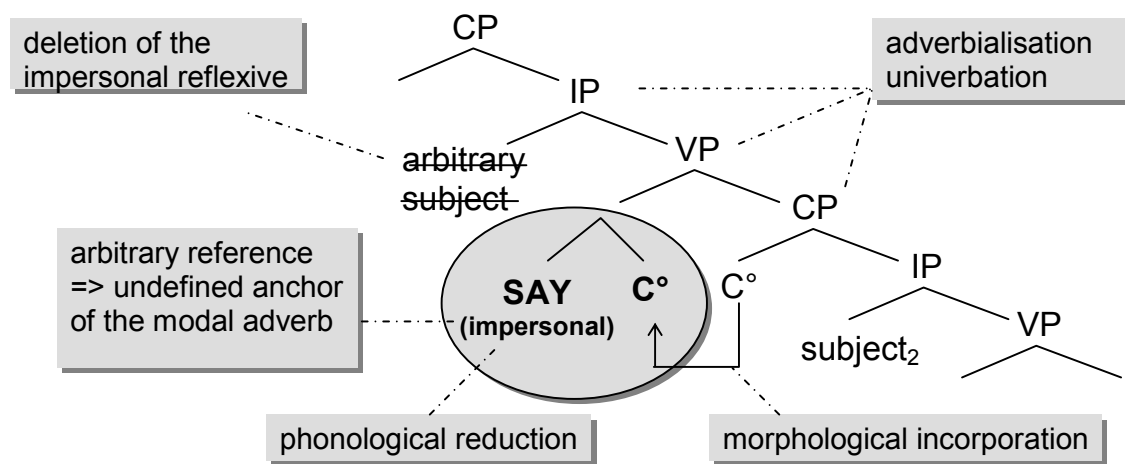 deletion of the
impersonal reflexive
CP
adverbialisation
univerbation
IP
arbitrary
subject
VP
CP
arbitrary reference
=> undefined anchor
of the modal adverb
SAY
(impersonal)
C°
C°
IP
subject₂
VP
phonological reduction
morphological incorporation